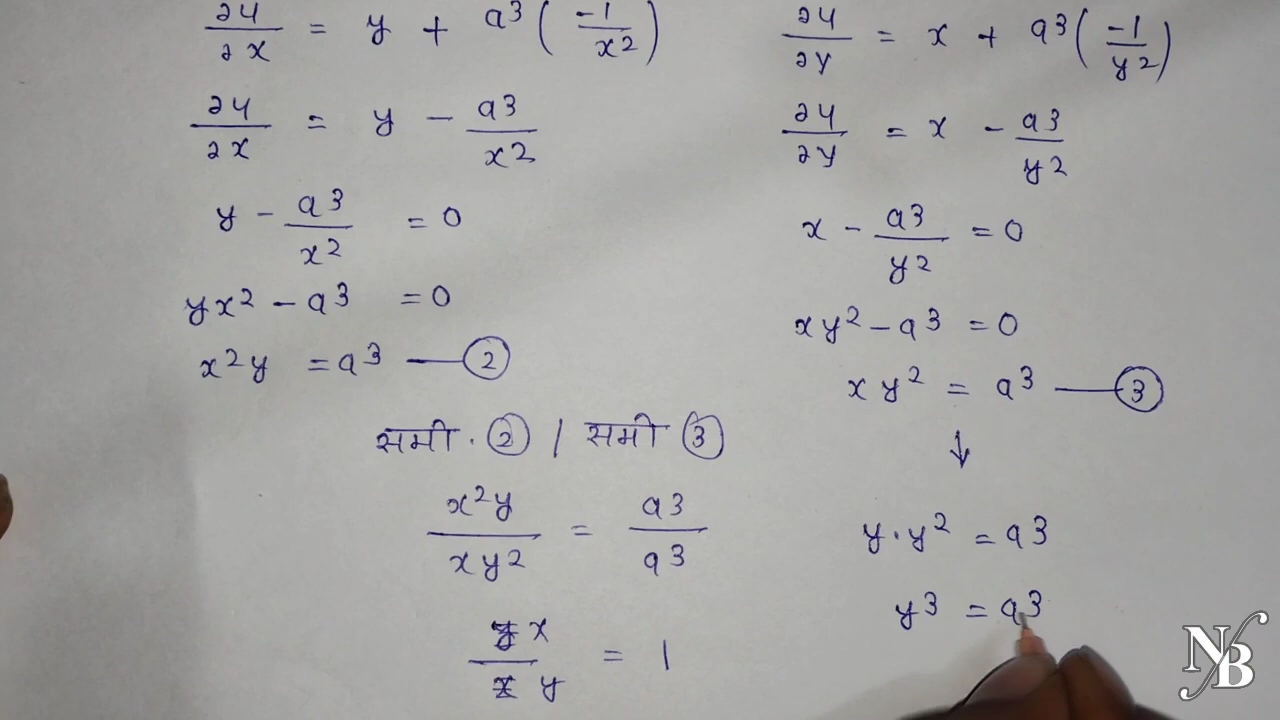 ∂u/∂x = y + a³(-1/x²)
∂u/∂x = y - a³/x²
y - a³/x² = 0
yx² - a³ = 0
x²y = a³ — ②
∂u/∂y = x + a³(-1/y²)
∂u/∂y = x - a³/y²
x - a³/y² = 0
xy² - a³ = 0
xy² = a³ — ③
↓
y·y² = a³
y³ = a³
समी. ② / समी ③
x²y/xy² = a³/a³
x/y = 1
NB